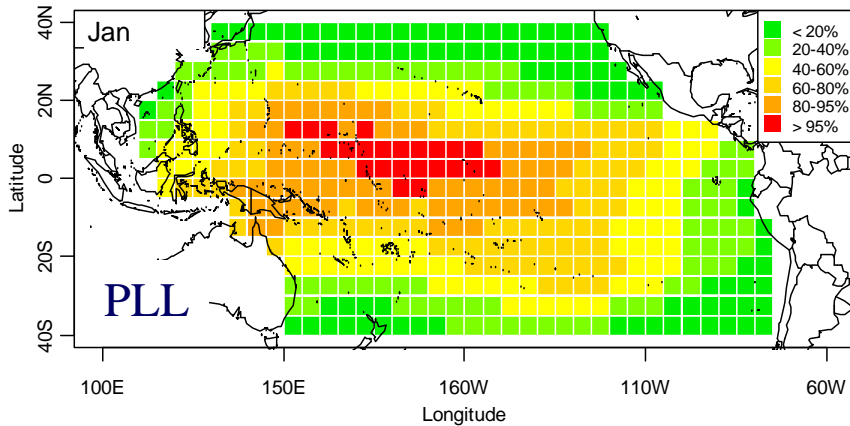 Jan
PLL
40N
20N
0
20S
40S
Latitude
100E
150E
160W
110W
60W
Longitude
< 20%
20-40%
40-60%
60-80%
80-95%
> 95%